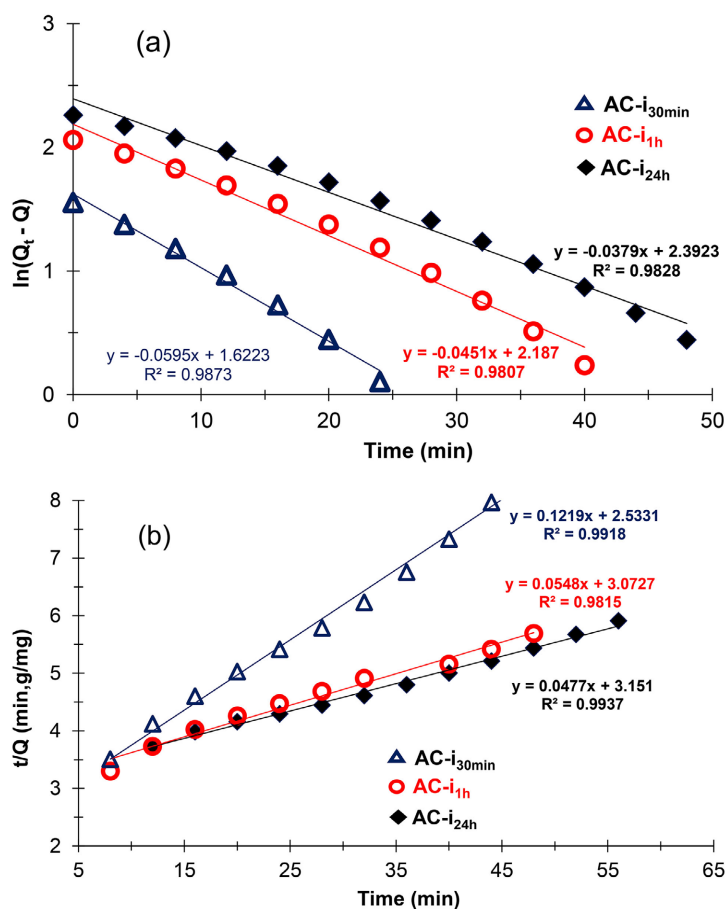 (a)
3
2
1
0
ln(Qt - Q)
AC-i30min
AC-i1h
AC-i24h
y = -0.0379x + 2.3923
R² = 0.9828
y = -0.0595x + 1.6223
R² = 0.9873
y = -0.0451x + 2.187
R² = 0.9807
0 10 20 30 40 50
Time (min)
(b)
8
7
6
5
4
3
2
t/Q (min,g/mg)
y = 0.1219x + 2.5331
R² = 0.9918
y = 0.0548x + 3.0727
R² = 0.9815
y = 0.0477x + 3.151
R² = 0.9937
AC-i30min
AC-i1h
AC-i24h
5 15 25 35 45 55 65
Time (min)